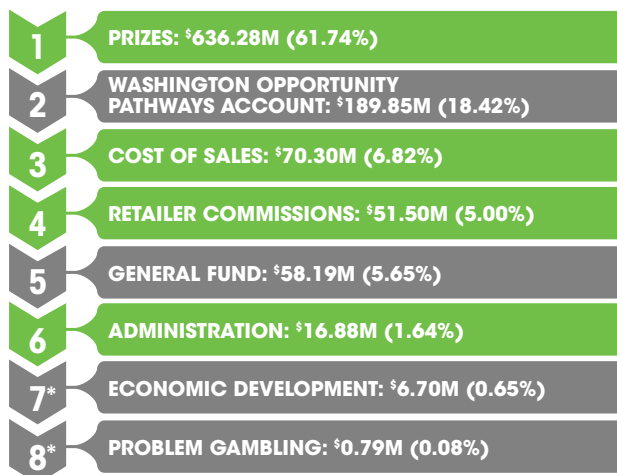 1 PRIZES: $636.28M (61.74%)
2 WASHINGTON OPPORTUNITY
PATHWAYS ACCOUNT: $189.85M (18.42%)
3 COST OF SALES: $70.30M (6.82%)
4 RETAILER COMMISSIONS: $51.50M (5.00%)
5 GENERAL FUND: $58.19M (5.65%)
6 ADMINISTRATION: $16.88M (1.64%)
7* ECONOMIC DEVELOPMENT: $6.70M (0.65%)
8* PROBLEM GAMBLING: $0.79M (0.08%)